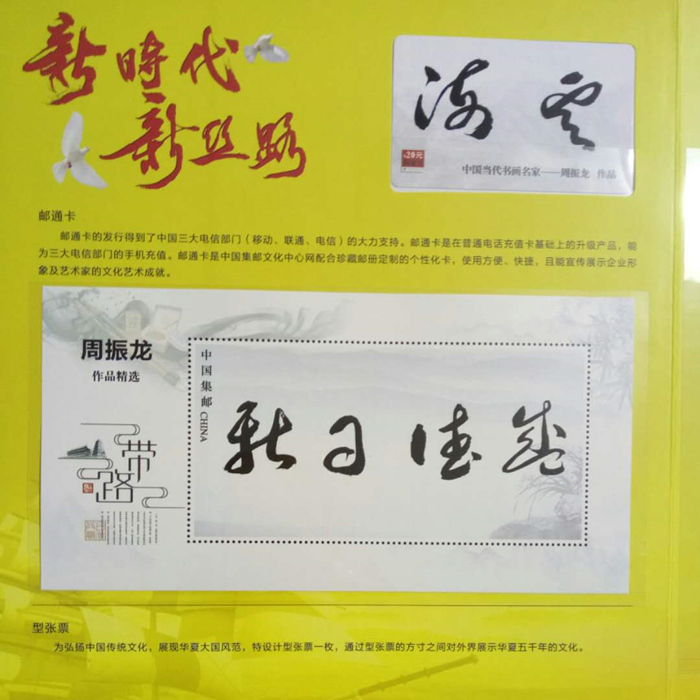 新時代
新丝路
¥20元
中国当代书画名家——周振龙 作品
邮通卡
邮通卡的发行得到了中国三大电信部门（移动、联通、电信）的大力支持。邮通卡是在普通电话充值卡基础上的升级产品，能
为三大电信部门的手机充值。邮通卡是中国集邮文化中心网配合珍藏邮册定制的个性化卡，使用方便、快捷，且能宣传展示企业形
象及艺术家的文化艺术成就。
周振龙
作品精选
中国集邮 CHINA
一带
一路
型张票
为弘扬中国传统文化，展现华夏大国风范，特设计型张票一枚，通过型张票的方寸之间对外界展示华夏五千年的文化。